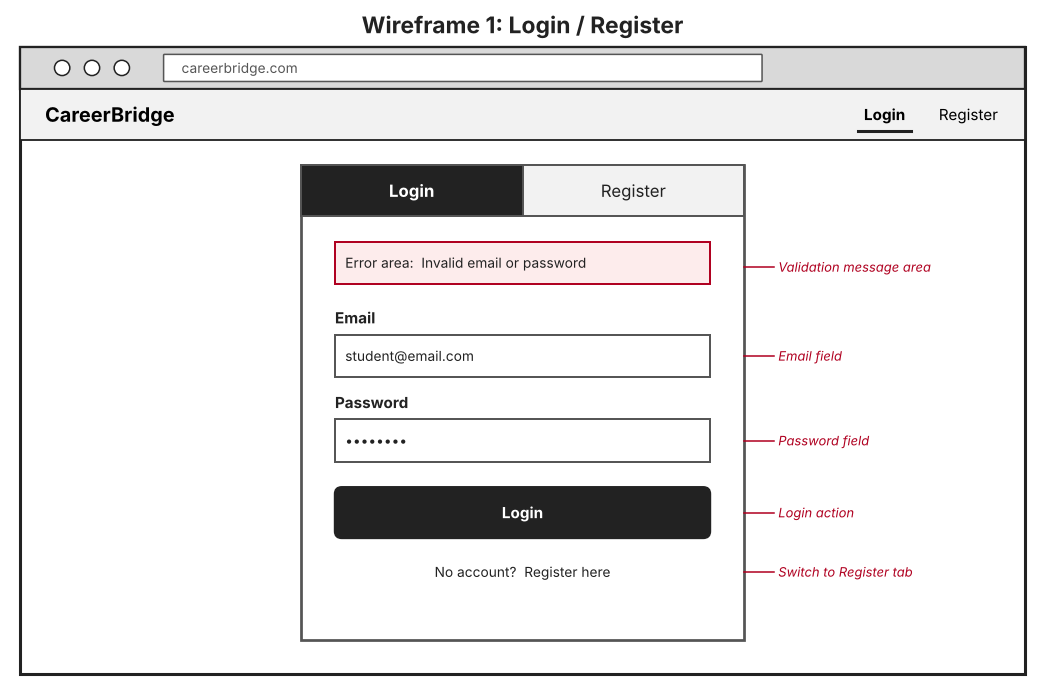 Wireframe 1: Login / Register
careerbridge.com
CareerBridge
Login
Register
Login
Register
Error area:  Invalid email or password
Validation message area
Email
student@email.com
Email field
Password
••••••••
Password field
Login
Login action
No account?  Register here
Switch to Register tab